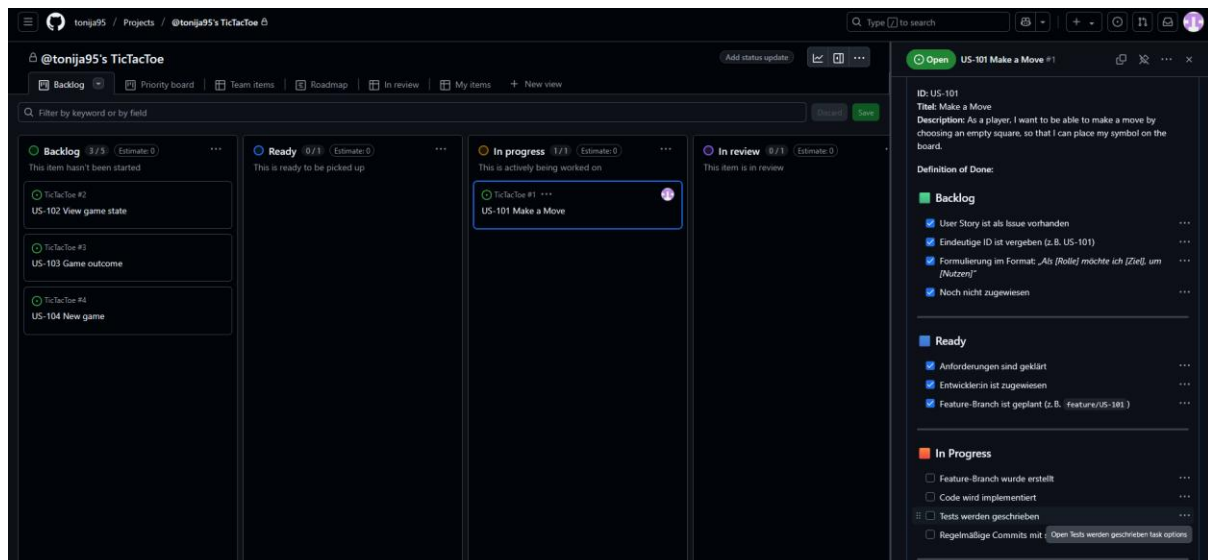 tonija95 / Projects / @tonija95's TicTacToe
Type / to search
@tonija95's TicTacToe
Add status update
Backlog
Priority board
Team items
Roadmap
In review
My items
+ New view
Filter by keyword or by field
Discard
Save
Backlog 3/5 Estimate: 0
This item hasn't been started
TicTacToe #2
US-102 View game state
TicTacToe #3
US-103 Game outcome
TicTacToe #4
US-104 New game
Ready 0/1 Estimate: 0
This is ready to be picked up
In progress 1/1 Estimate: 0
This is actively being worked on
TicTacToe #1
US-101 Make a Move
In review 0/1 Estimate: 0
This item is in review
Open US-101 Make a Move #1
ID: US-101
Titel: Make a Move
Description: As a player, I want to be able to make a move by
choosing an empty square, so that I can place my symbol on the
board.
Definition of Done:
Backlog
User Story ist als Issue vorhanden
Eindeutige ID ist vergeben (z. B. US-101)
Formulierung im Format: „Als [Rolle] möchte ich [Ziel], um
[Nutzen]"
Noch nicht zugewiesen
Ready
Anforderungen sind geklärt
Entwickler:in ist zugewiesen
Feature-Branch ist geplant (z. B. feature/US-101)
In Progress
Feature-Branch wurde erstellt
Code wird implementiert
Tests werden geschrieben
Regelmäßige Commits mit
Open Tests werden geschrieben task options